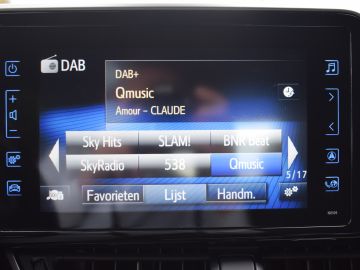 DAB
DAB+
Qmusic
Amour – CLAUDE
Sky Hits SLAM! BNR Beat
SkyRadio 538 Qmusic
5/17
Favorieten Lijst Handm.